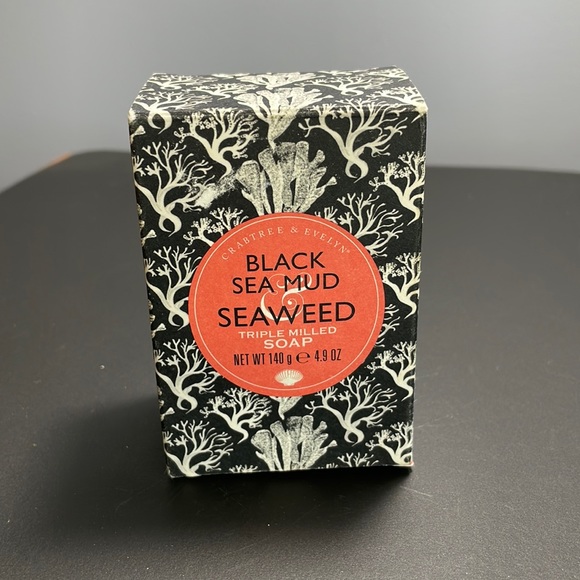 CRABTREE & EVELYN®
BLACK
SEA MUD
&
SEAWEED
TRIPLE MILLED
SOAP
NET WT 140 g ℮ 4.9 OZ